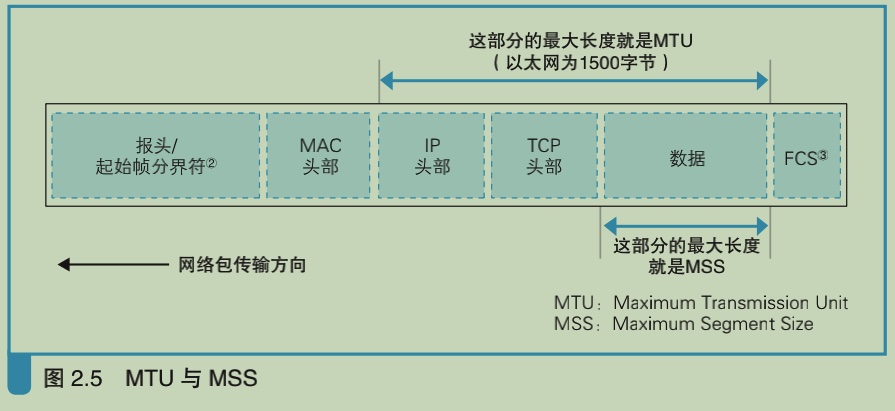 这部分的最大长度就是MTU
（以太网为1500字节）
报头/
起始帧分界符②
MAC
头部
IP
头部
TCP
头部
数据
FCS③
这部分的最大长度
就是MSS
网络包传输方向
MTU：Maximum Transmission Unit
MSS：Maximum Segment Size
图 2.5 MTU 与 MSS